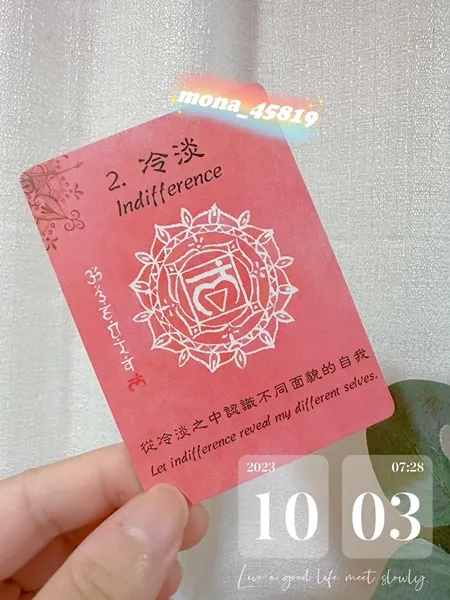 mona_45819
2. 冷淡
Indifference
從冷淡之中認識不同面貌的自我
Let indifference reveal my different selves.
2023
07:28
10
03
Live a good life meet slowly.